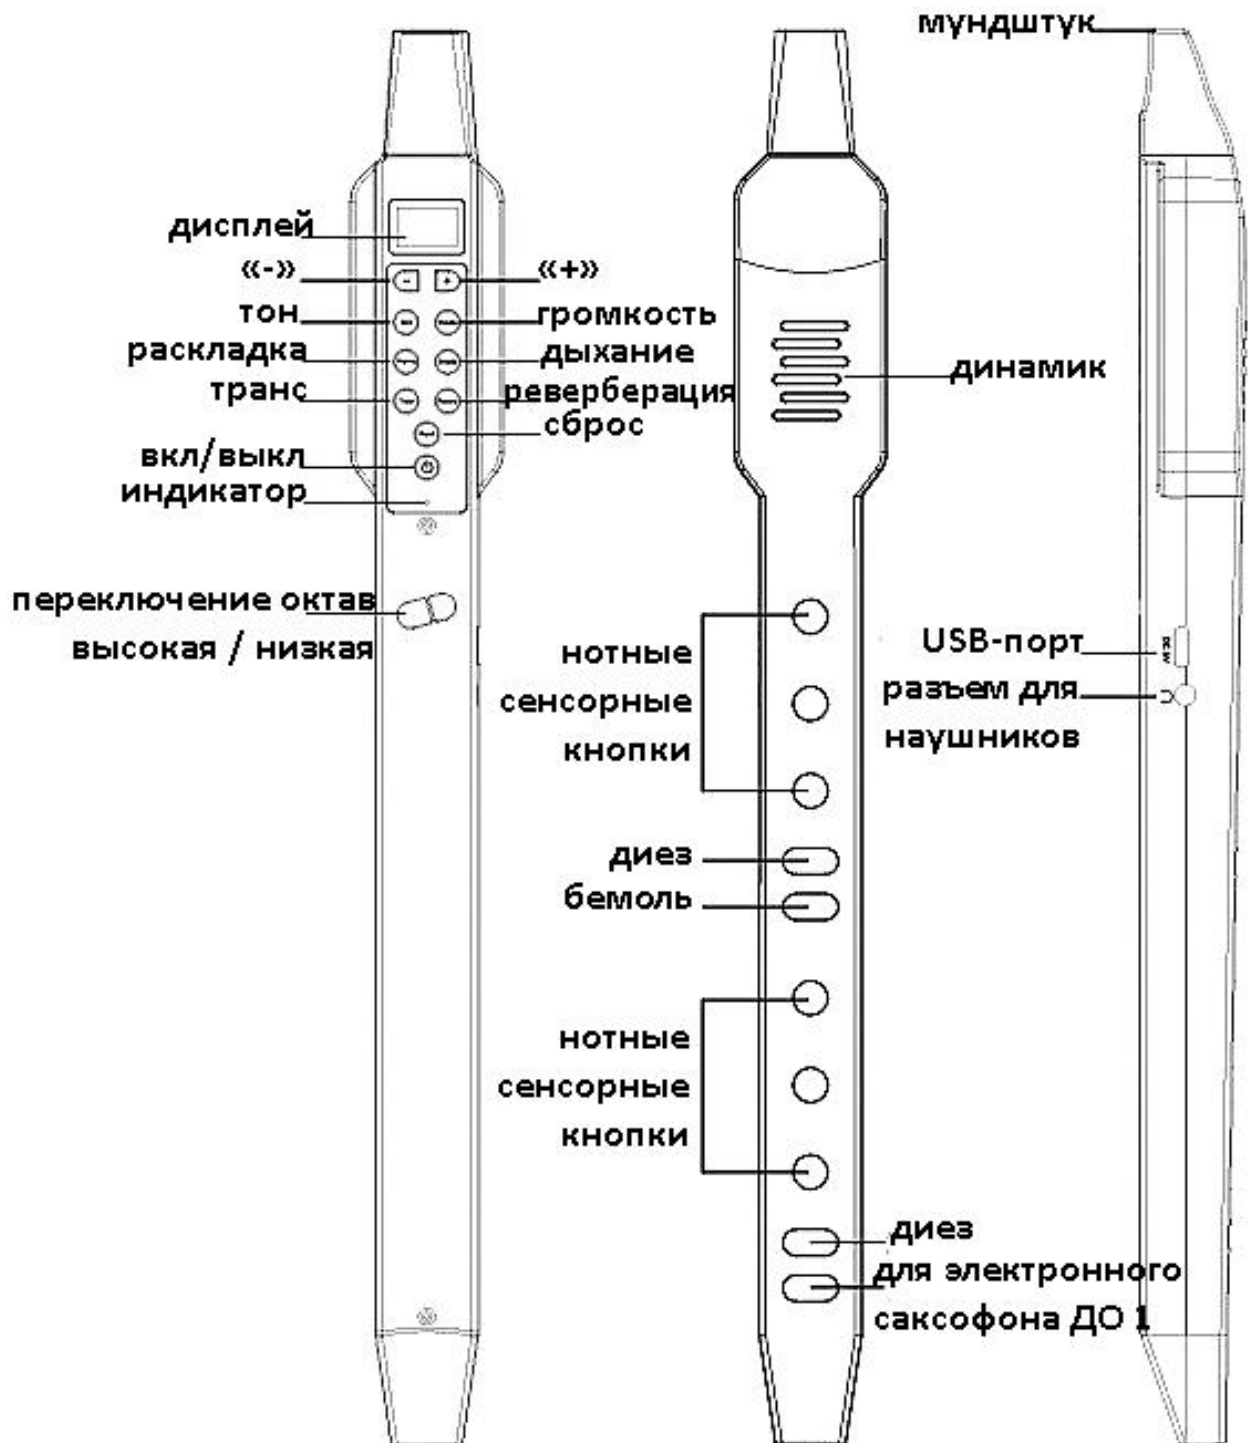 мундштук
дисплей
«-»
«+»
тон
громкость
раскладка
дыхание
транс
реверберация
сброс
вкл/выкл
индикатор
динамик
переключение октав
высокая / низкая
нотные
сенсорные
кнопки
USB-порт
разъем для
наушников
диез
бемоль
нотные
сенсорные
кнопки
диез
для электронного
саксофона ДО 1